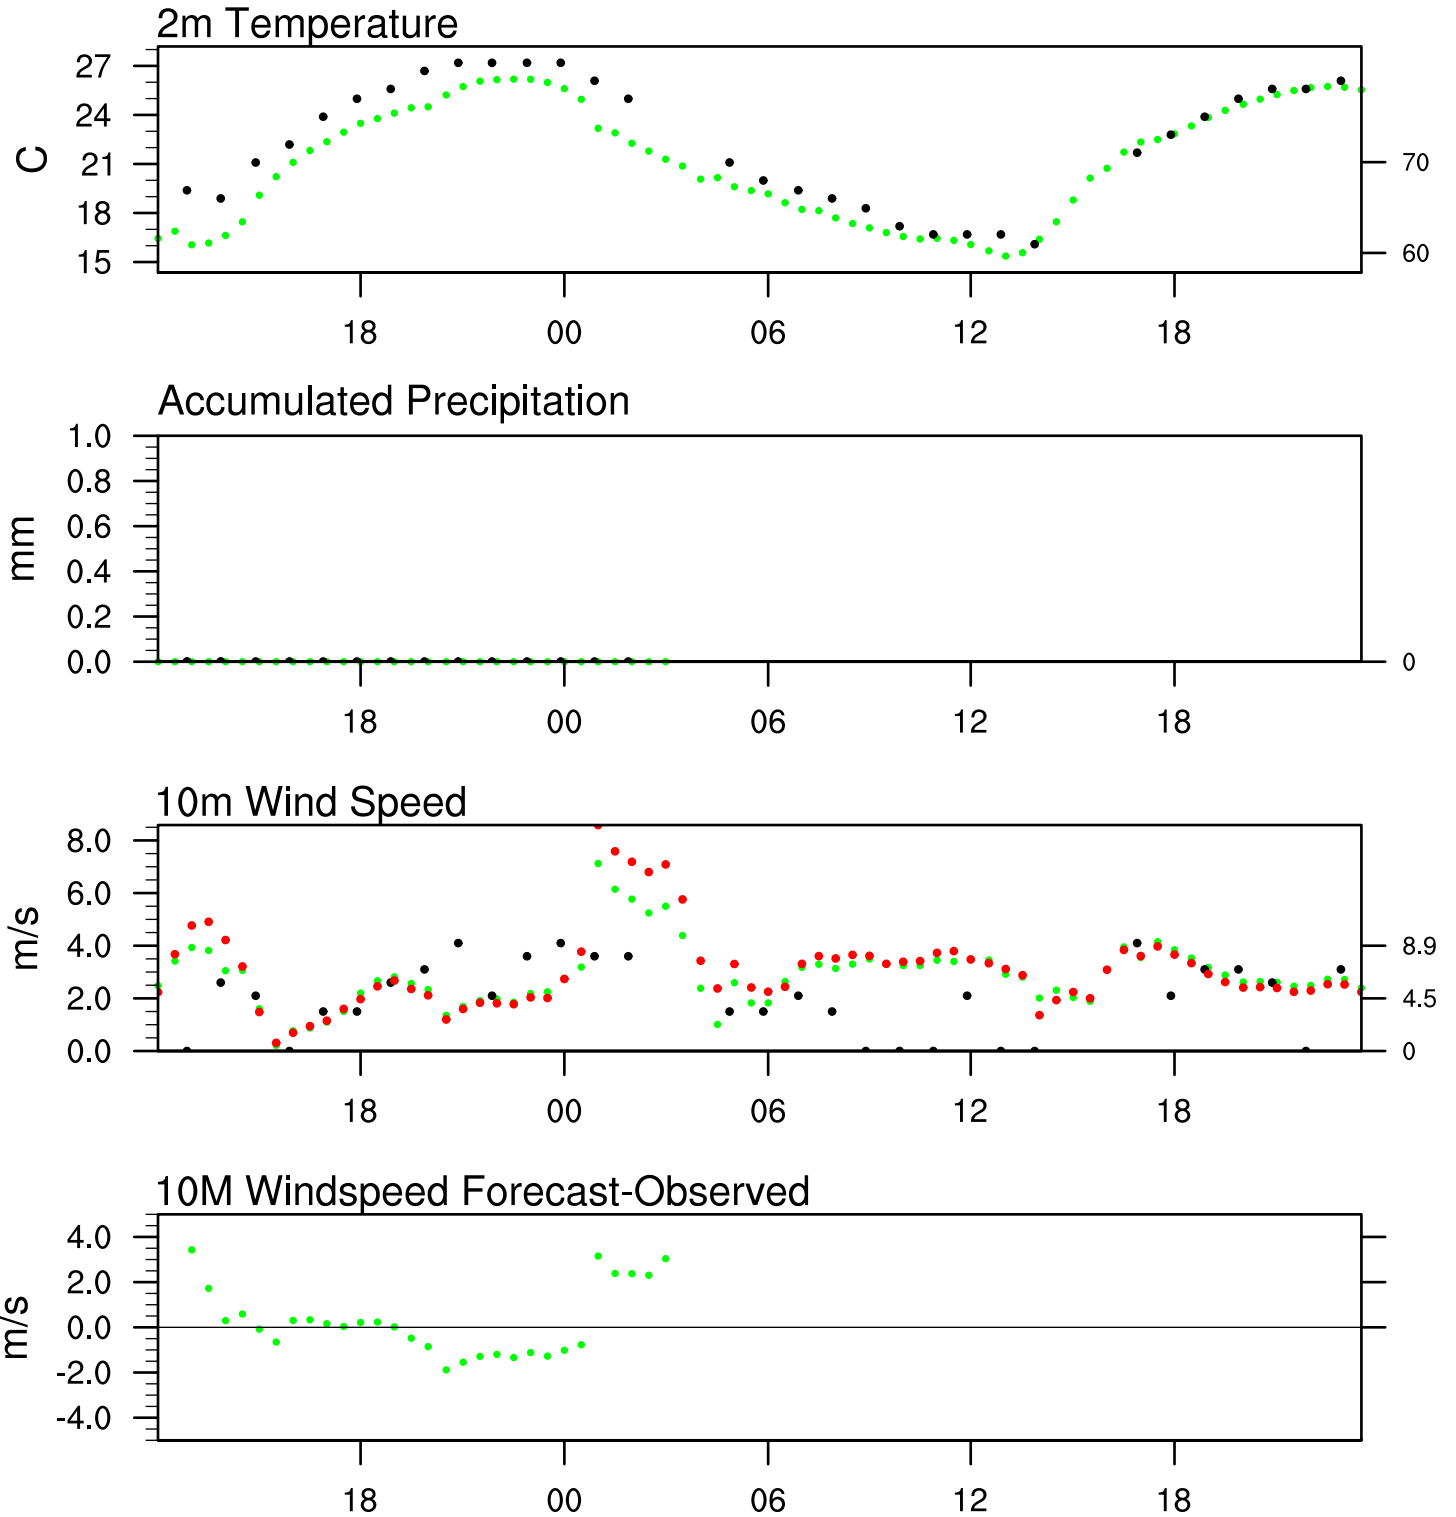 2m Temperature
27
24
21
18
15
C
70
60
18 00 06 12 18
Accumulated Precipitation
1.0
0.8
0.6
0.4
0.2
0.0
mm
0
18 00 06 12 18
10m Wind Speed
8.0
6.0
4.0
2.0
0.0
m/s
8.9
4.5
0
18 00 06 12 18
10M Windspeed Forecast-Observed
4.0
2.0
0.0
-2.0
-4.0
m/s
18 00 06 12 18